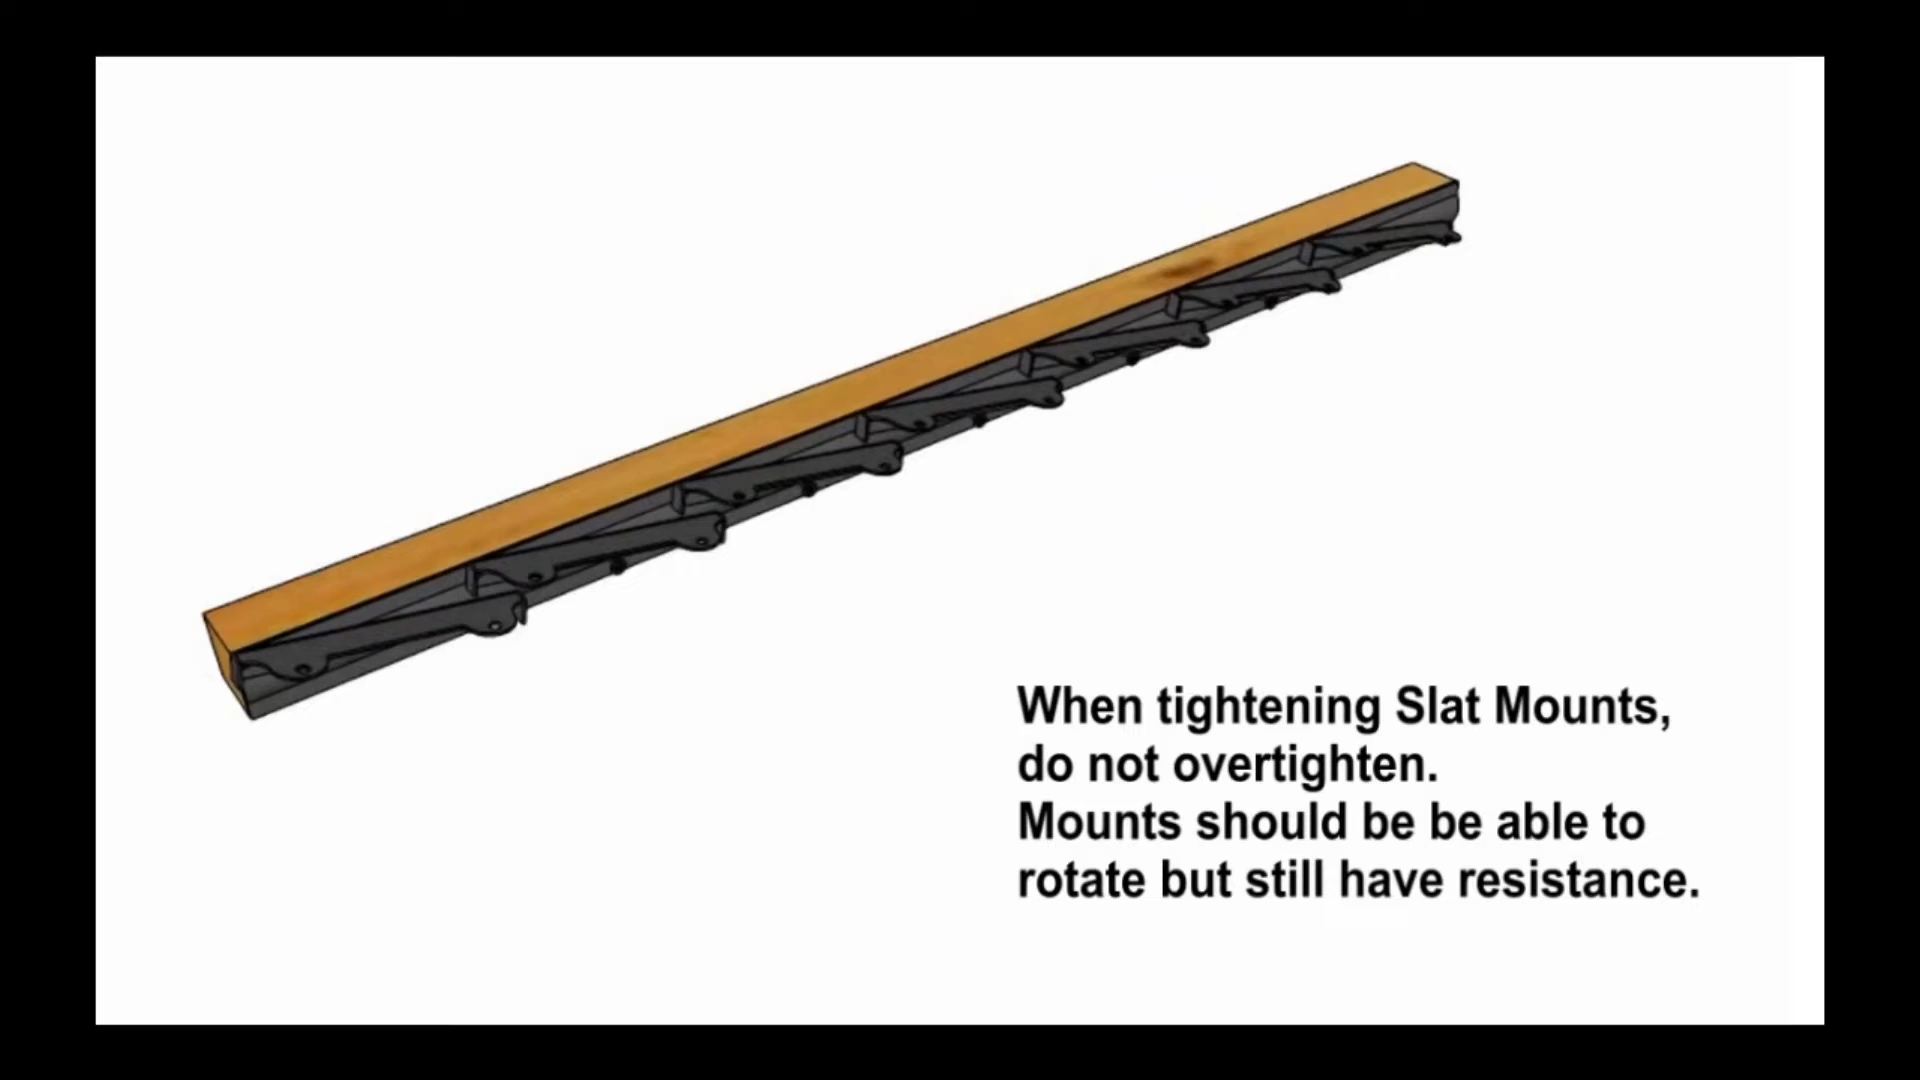 When tightening Slat Mounts,
do not overtighten.
Mounts should be be able to
rotate but still have resistance.